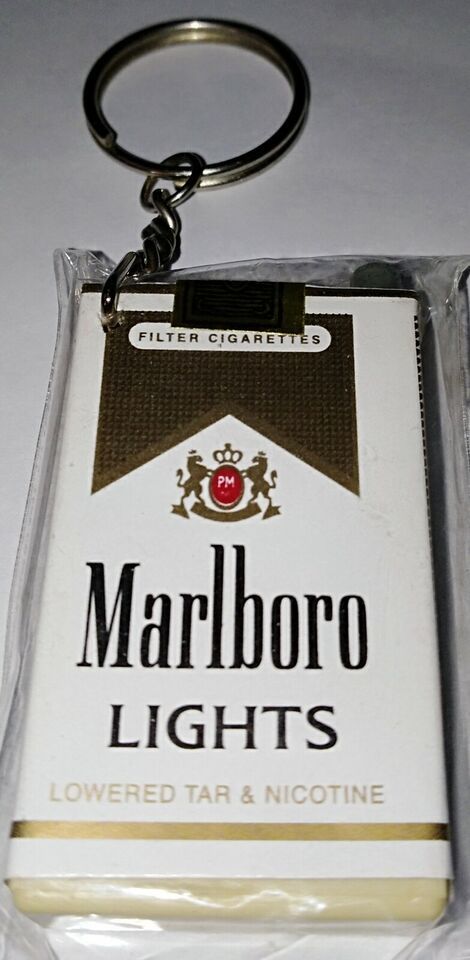 FILTER CIGARETTES
PM
Marlboro
LIGHTS
LOWERED TAR & NICOTINE